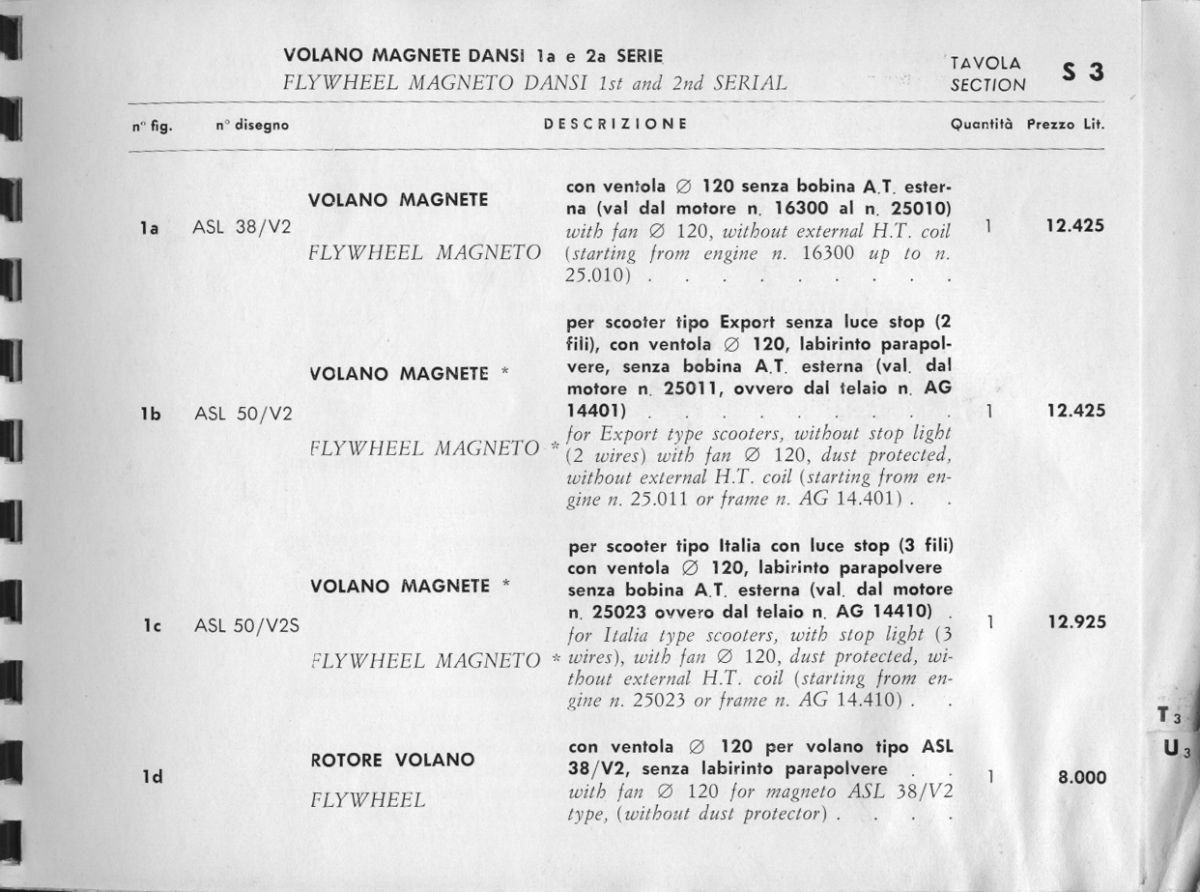 VOLANO MAGNETE DANSI 1a e 2a SERIE
FLYWHEEL MAGNETO DANSI 1st and 2nd SERIAL
TAVOLA
SECTION
S 3
n° fig. n° disegno DESCRIZIONE Quantità Prezzo Lit.
1a ASL 38/V2
VOLANO MAGNETE
FLYWHEEL MAGNETO
con ventola ∅ 120 senza bobina A.T. ester-
na (val dal motore n. 16300 al n. 25010)
with fan ∅ 120, without external H.T. coil
(starting from engine n. 16300 up to n.
25.010) . . . . . . . . .
1 12.425
1b ASL 50/V2
VOLANO MAGNETE *
FLYWHEEL MAGNETO *
per scooter tipo Export senza luce stop (2
fili), con ventola ∅ 120, labirinto parapol-
vere, senza bobina A.T. esterna (val. dal
motore n. 25011, ovvero dal telaio n. AG
14401) . . . . . . . . .
for Export type scooters, without stop light
(2 wires) with fan ∅ 120, dust protected,
without external H.T. coil (starting from en-
gine n. 25.011 or frame n. AG 14.401) . .
1 12.425
1c ASL 50/V2S
VOLANO MAGNETE *
FLYWHEEL MAGNETO *
per scooter tipo Italia con luce stop (3 fili)
con ventola ∅ 120, labirinto parapolvere
senza bobina A.T. esterna (val. dal motore
n. 25023 ovvero dal telaio n. AG 14410) .
for Italia type scooters, with stop light (3
wires), with fan ∅ 120, dust protected, wi-
thout external H.T. coil (starting from en-
gine n. 25023 or frame n. AG 14.410) . .
1 12.925
1d
ROTORE VOLANO
FLYWHEEL
con ventola ∅ 120 per volano tipo ASL
38/V2, senza labirinto parapolvere . .
with fan ∅ 120 for magneto ASL 38/V2
type, (without dust protector) . . . .
1 8.000
T 3
U 3